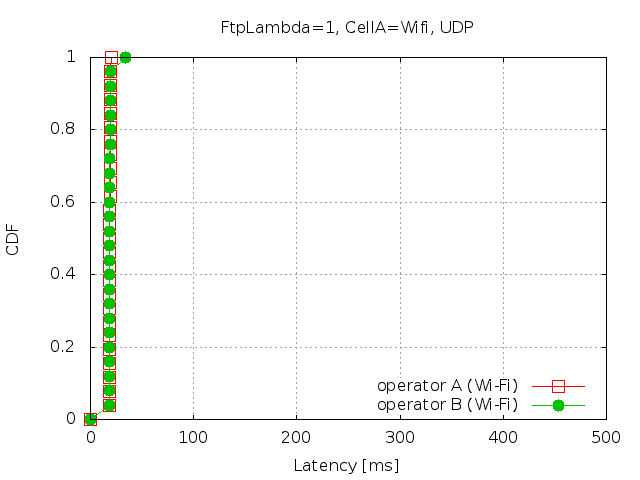 FtpLambda=1, CellA=Wifi, UDP
1
0.8
0.6
0.4
0.2
0
CDF
operator A (Wi-Fi)
operator B (Wi-Fi)
0 100 200 300 400 500
Latency [ms]